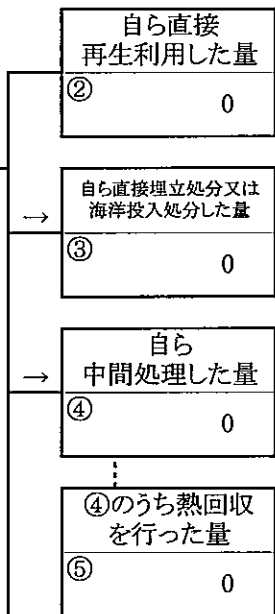 自ら直接
再生利用した量
② 0
→
自ら直接埋立処分又は
海洋投入処分した量
③ 0
→
自ら
中間処理した量
④ 0
④のうち熱回収
を行った量
⑤ 0